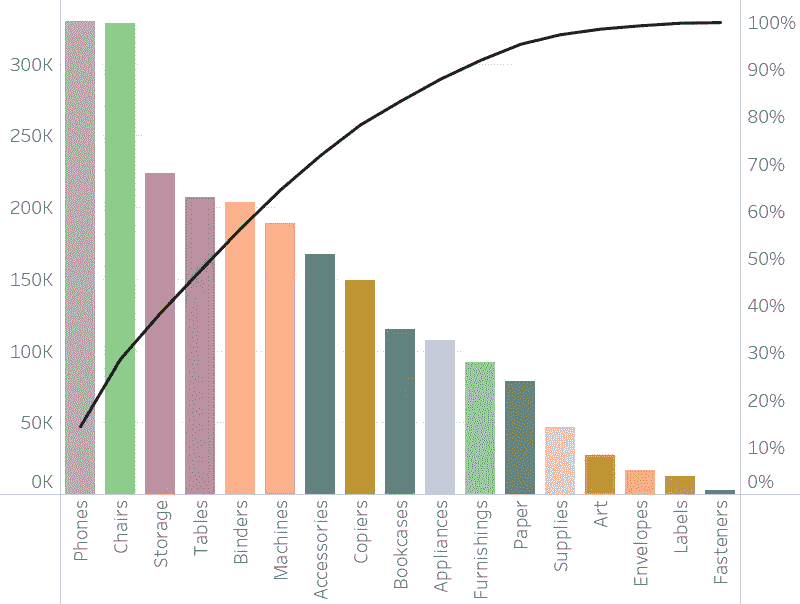 300K
250K
200K
150K
100K
50K
0K
100%
90%
80%
70%
60%
50%
40%
30%
20%
10%
0%
Phones
Chairs
Storage
Tables
Binders
Machines
Accessories
Copiers
Bookcases
Appliances
Furnishings
Paper
Supplies
Art
Envelopes
Labels
Fasteners